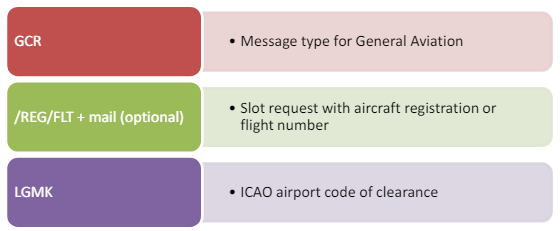 GCR
• Message type for General Aviation
/REG/FLT + mail (optional)
• Slot request with aircraft registration or
flight number
LGMK
• ICAO airport code of clearance